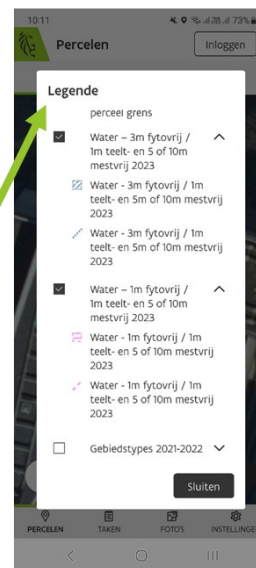 10:11
73%
Percelen
Inloggen
Legende
perceel grens
Water – 3m fytovrij /
1m teelt- en 5 of 10m
mestvrij 2023
Water - 3m fytovrij / 1m
teelt- en 5m of 10m mestvrij
2023
Water - 3m fytovrij / 1m
teelt- en 5m of 10m mestvrij
2023
Water – 1m fytovrij /
1m teelt- en 5 of 10m
mestvrij 2023
Water - 1m fytovrij / 1m
teelt- en 5 of 10m mestvrij
2023
Water - 1m fytovrij / 1m
teelt- en 5 of 10m mestvrij
2023
Gebiedstypes 2021-2022
Sluiten
PERCELEN
TAKEN
FOTO'S
INSTELLINGE